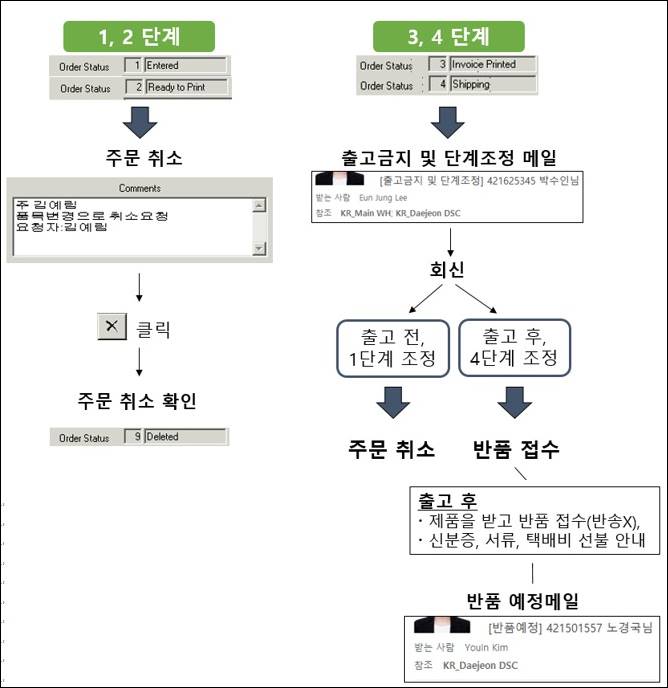 1, 2 단계
Order Status 1 Entered
Order Status 2 Ready to Print
주문 취소
Comments
주 김예림
품목변경으로 취소요청
요청자:김예림
X 클릭
주문 취소 확인
Order Status 9 Deleted
3, 4 단계
Order Status 3 Invoice Printed
Order Status 4 Shipping
출고금지 및 단계조정 메일
[출고금지 및 단계조정] 421625345 박수인님
받는 사람 Eun Jung Lee
참조 KR_Main WH; KR_Daejeon DSC
회신
출고 전,
1단계 조정
출고 후,
4단계 조정
주문 취소
반품 접수
출고 후
· 제품을 받고 반품 접수(반송X),
· 신분증, 서류, 택배비 선불 안내
반품 예정메일
[반품예정] 421501557 노경국님
받는 사람 Youin Kim
참조 KR_Daejeon DSC